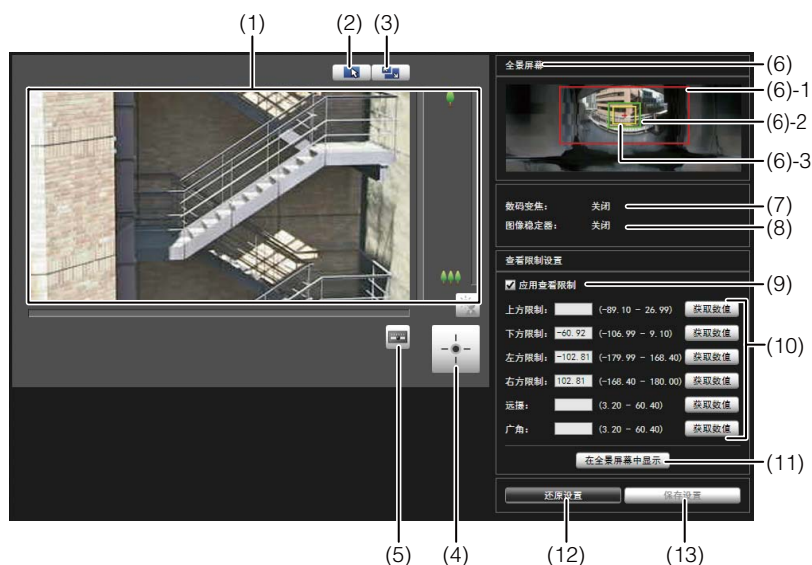 (1) (2) (3)
全景屏幕 (6)
(6)-1
(6)-2
(6)-3
数码变焦: 关闭 (7)
图像稳定器: 关闭 (8)
查看限制设置
应用查看限制 (9)
上方限制: (-89.10 - 26.99) 获取数值
下方限制: -60.92 (-106.99 - 9.10) 获取数值
(10)
左方限制: -102.81 (-179.99 - 168.40) 获取数值
右方限制: 102.81 (-168.40 - 180.00) 获取数值
远摄: (3.20 - 60.40) 获取数值
广角: (3.20 - 60.40) 获取数值
在全景屏幕中显示 (11)
还原设置 保存设置
(5) (4) (12) (13)